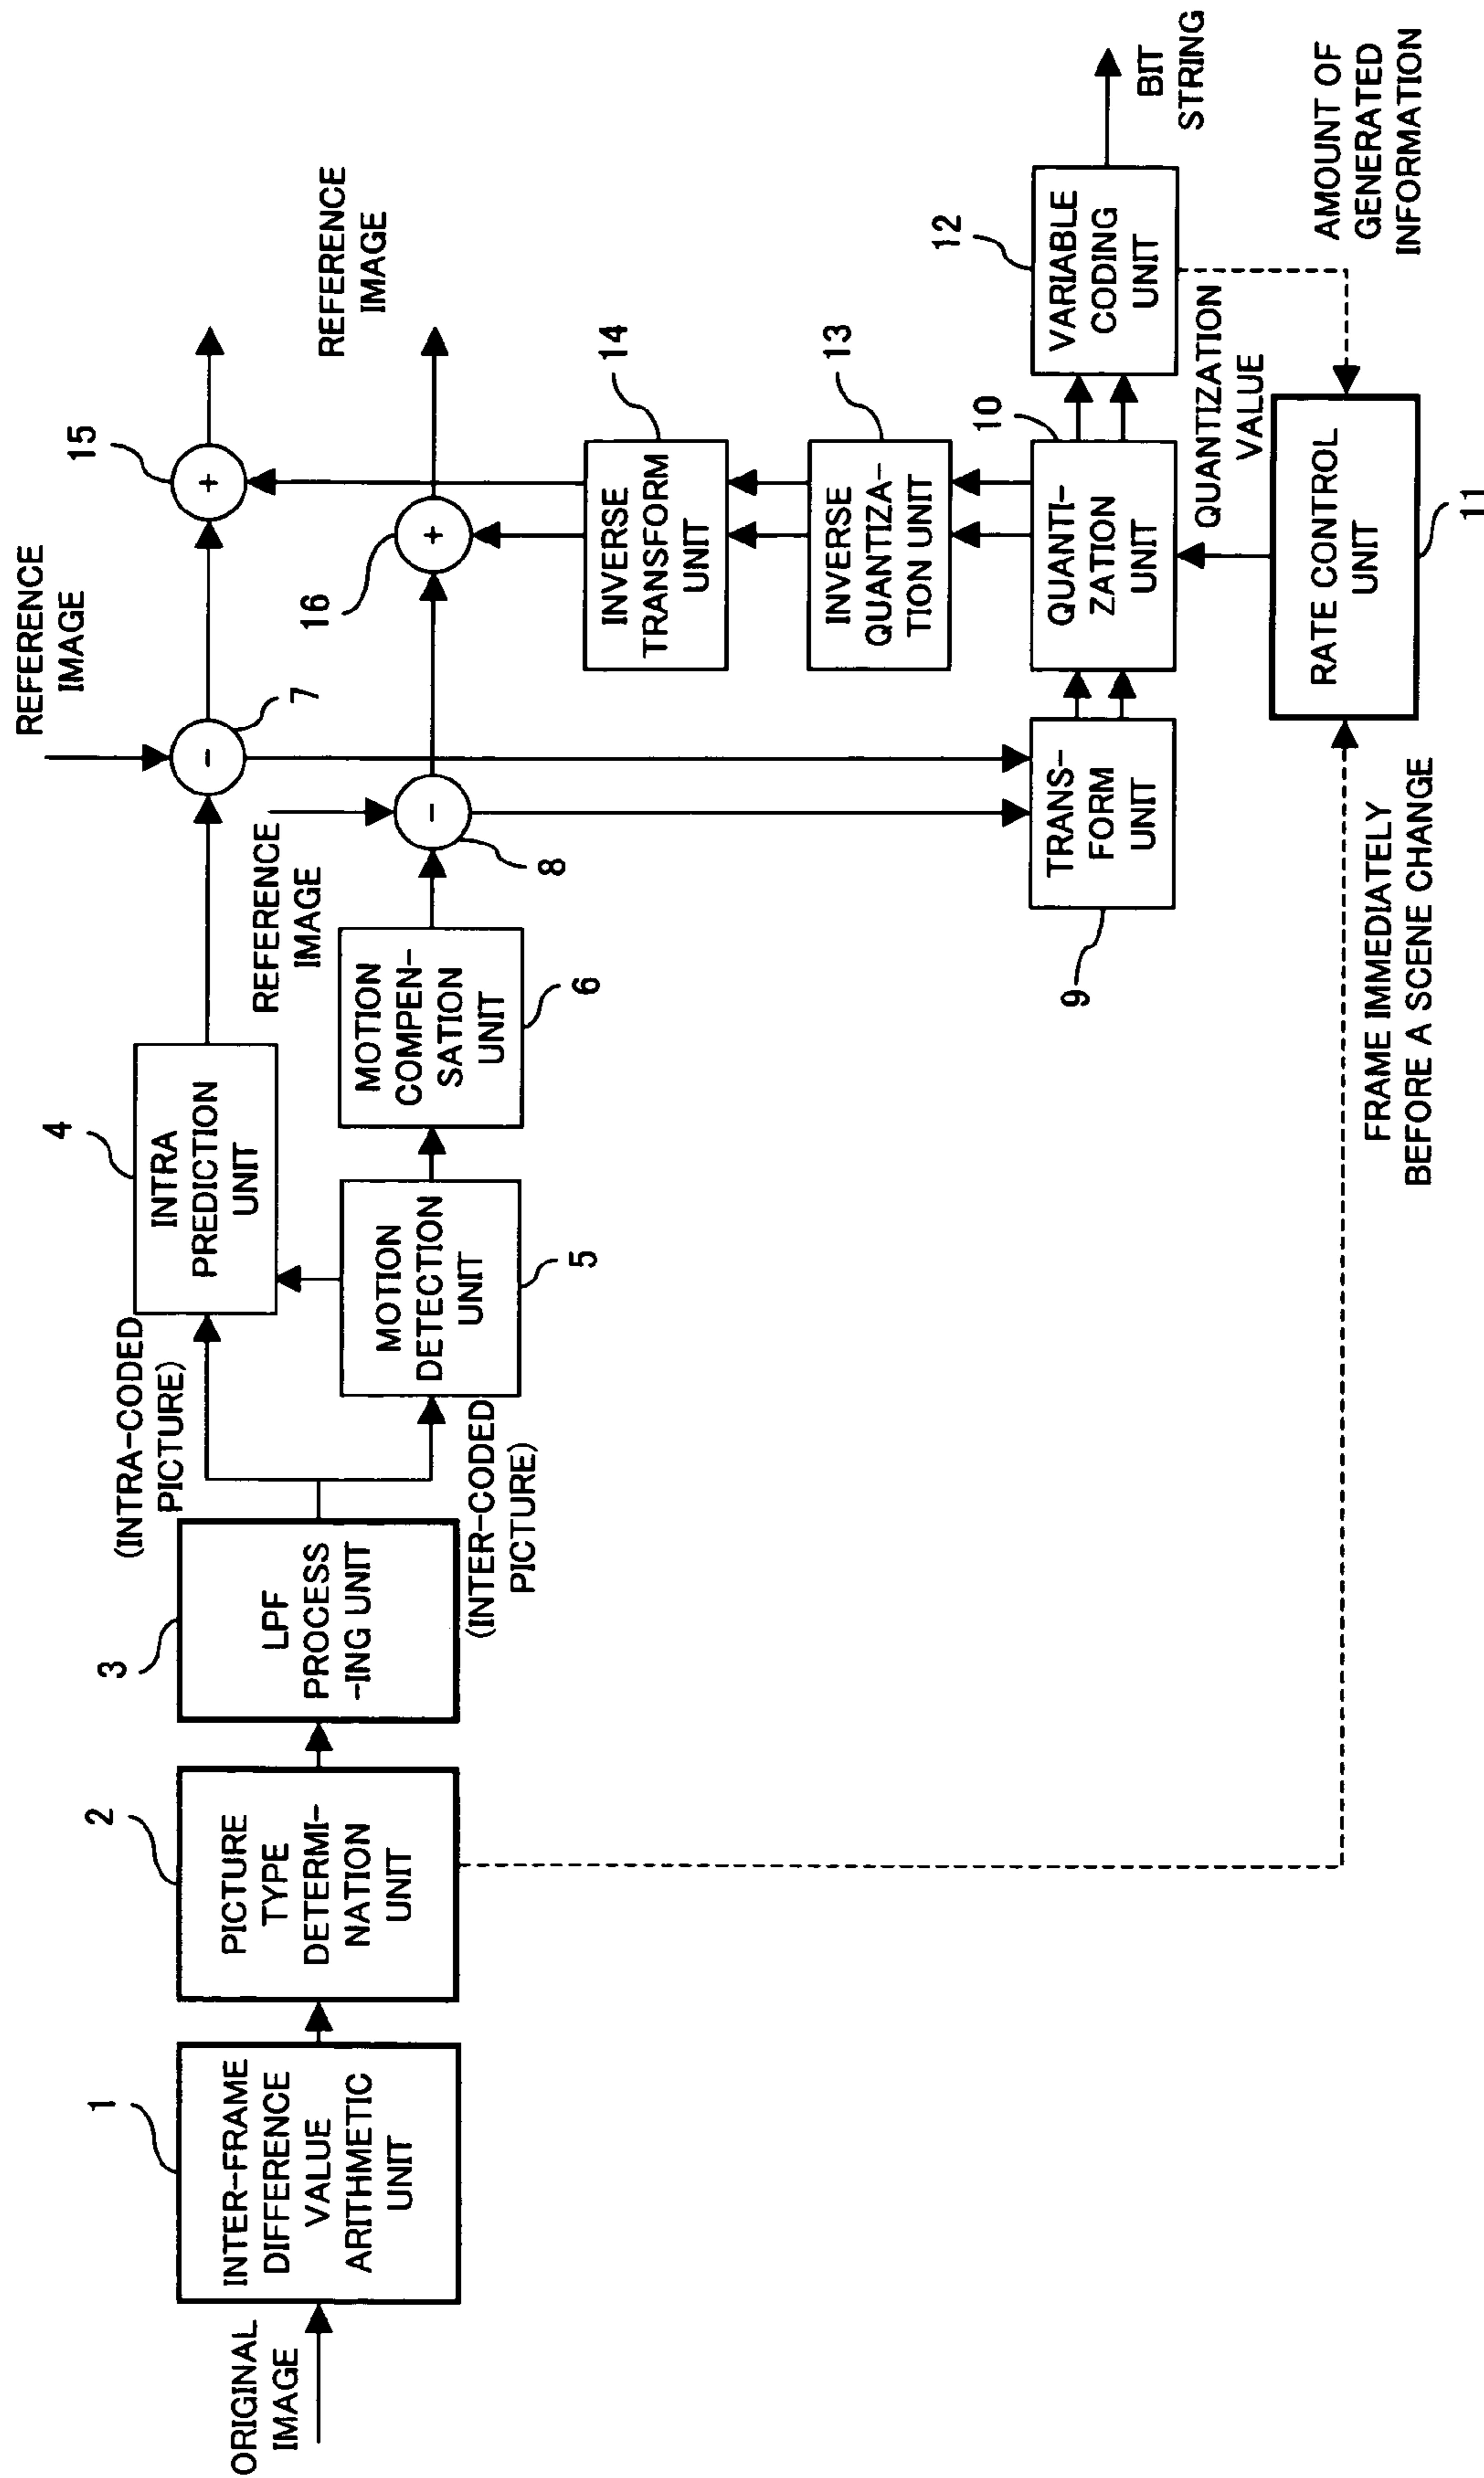 ORIGINAL
IMAGE
1
INTER-FRAME
DIFFERENCE
VALUE
ARITHMETIC
UNIT
2
PICTURE
TYPE
DETERMI-
NATION
UNIT
3
LPF
PROCESS
-ING UNIT
(INTRA-CODED
PICTURE)
(INTER-CODED
PICTURE)
4
INTRA
PREDICTION
UNIT
MOTION
DETECTION
UNIT
5
MOTION
COMPEN-
SATION
UNIT
6
REFERENCE
IMAGE
-
7
REFERENCE
IMAGE
-
8
15
+
16
+
REFERENCE
IMAGE
INVERSE
TRANSFORM
UNIT
14
INVERSE
QUANTIZA-
TION UNIT
13
TRANS-
FORM
UNIT
9
QUANTI-
ZATION
UNIT
10
12
VARIABLE
CODING
UNIT
BIT
STRING
QUANTIZATION
VALUE
AMOUNT OF
GENERATED
INFORMATION
RATE CONTROL
UNIT
11
FRAME IMMEDIATELY
BEFORE A SCENE CHANGE